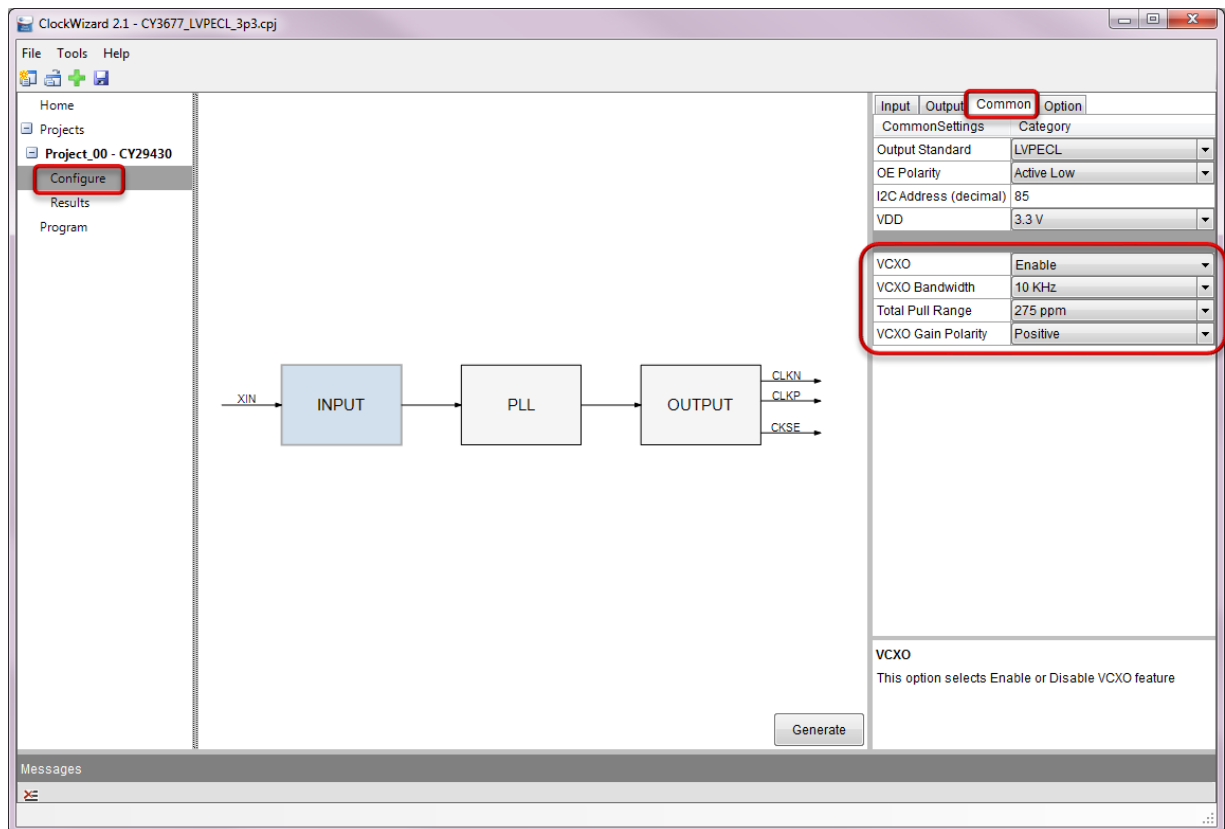 ClockWizard 2.1 - CY3677_LVPECL_3p3.cpj
File Tools Help
Home
Projects
Project_00 - CY29430
Configure
Results
Program
XIN
INPUT
PLL
OUTPUT
CLKN
CLKP
CKSE
Generate
Input Output Common Option
CommonSettings Category
Output Standard LVPECL
OE Polarity Active Low
I2C Address (decimal) 85
VDD 3.3 V
VCXO Enable
VCXO Bandwidth 10 KHz
Total Pull Range 275 ppm
VCXO Gain Polarity Positive
VCXO
This option selects Enable or Disable VCXO feature
Messages